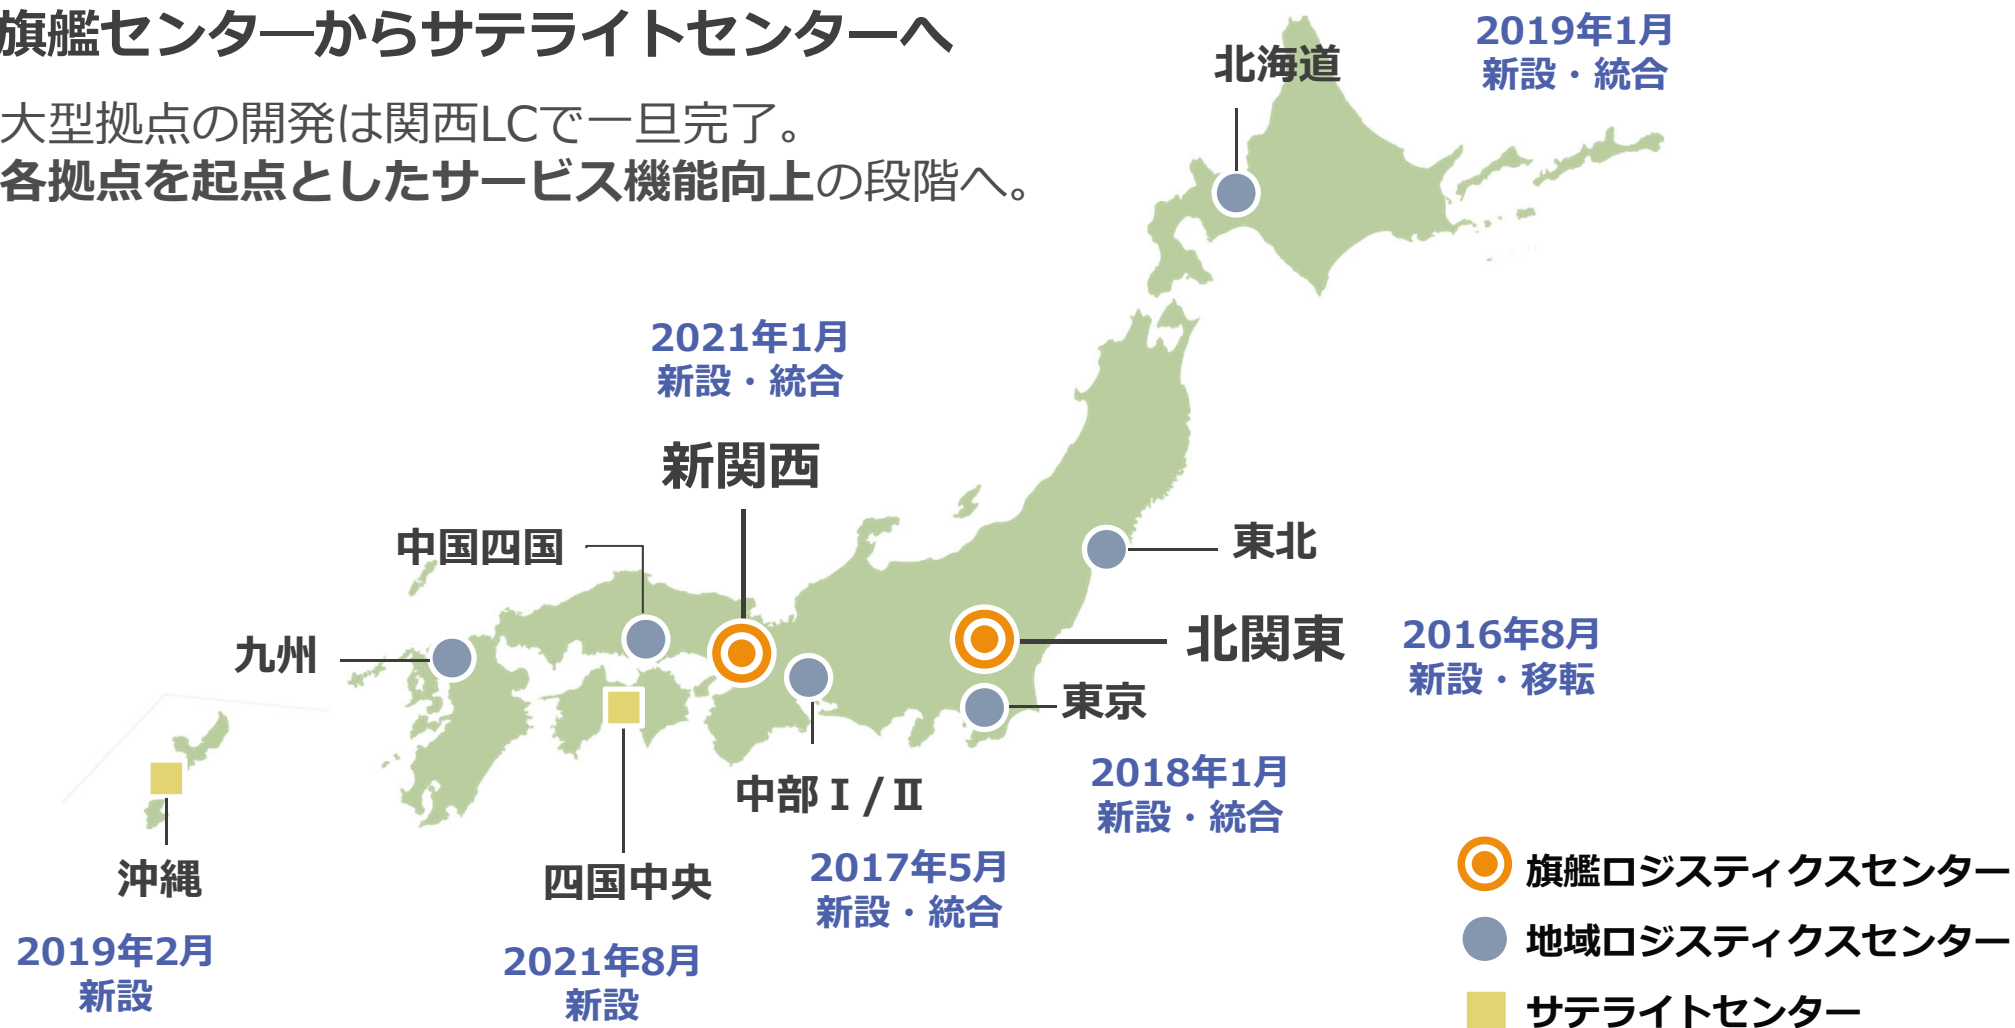 旗艦センタ―からサテライトセンターへ
大型拠点の開発は関西LCで一旦完了。
各拠点を起点としたサービス機能向上の段階へ。
2019年1月
新設・統合
北海道
2021年1月
新設・統合
新関西
中国四国
東北
九州
北関東
2016年8月
新設・移転
東京
2018年1月
新設・統合
中部Ⅰ/Ⅱ
2017年5月
新設・統合
沖縄
2019年2月
新設
四国中央
2021年8月
新設
旗艦ロジスティクスセンター
地域ロジスティクスセンター
サテライトセンター